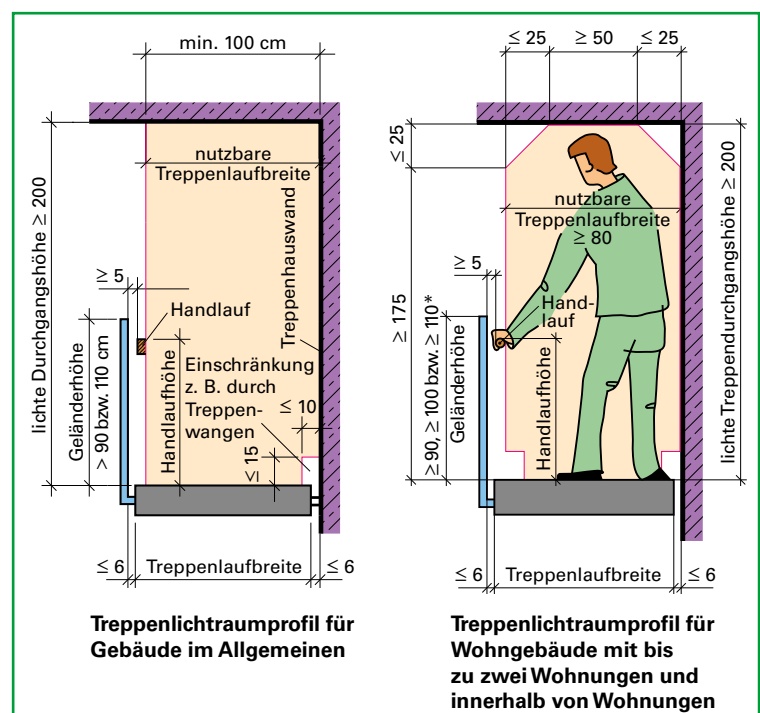 min. 100 cm
nutzbare
Treppenlaufbreite
lichte Durchgangshöhe ≥ 200
≥ 5
Handlauf
Treppenhauswand
Geländerhöhe
> 90 bzw. 110 cm
Handlaufhöhe
Einschränkung
z. B. durch
Treppen-
wangen
≤ 10
≤ 15
≤ 6
Treppenlaufbreite
≤ 6
Treppenlichtraumprofil für
Gebäude im Allgemeinen
≤ 25
≥ 50
≤ 25
≤ 25
nutzbare
Treppenlaufbreite
≥ 80
≥ 175
≥ 5
Hand-
lauf
≥ 90, ≥ 100 bzw. ≥ 110*
Geländerhöhe
Handlaufhöhe
lichte Treppendurchgangshöhe ≥ 200
≤ 6
Treppenlaufbreite
≤ 6
Treppenlichtraumprofil für
Wohngebäude mit bis
zu zwei Wohnungen und
innerhalb von Wohnungen